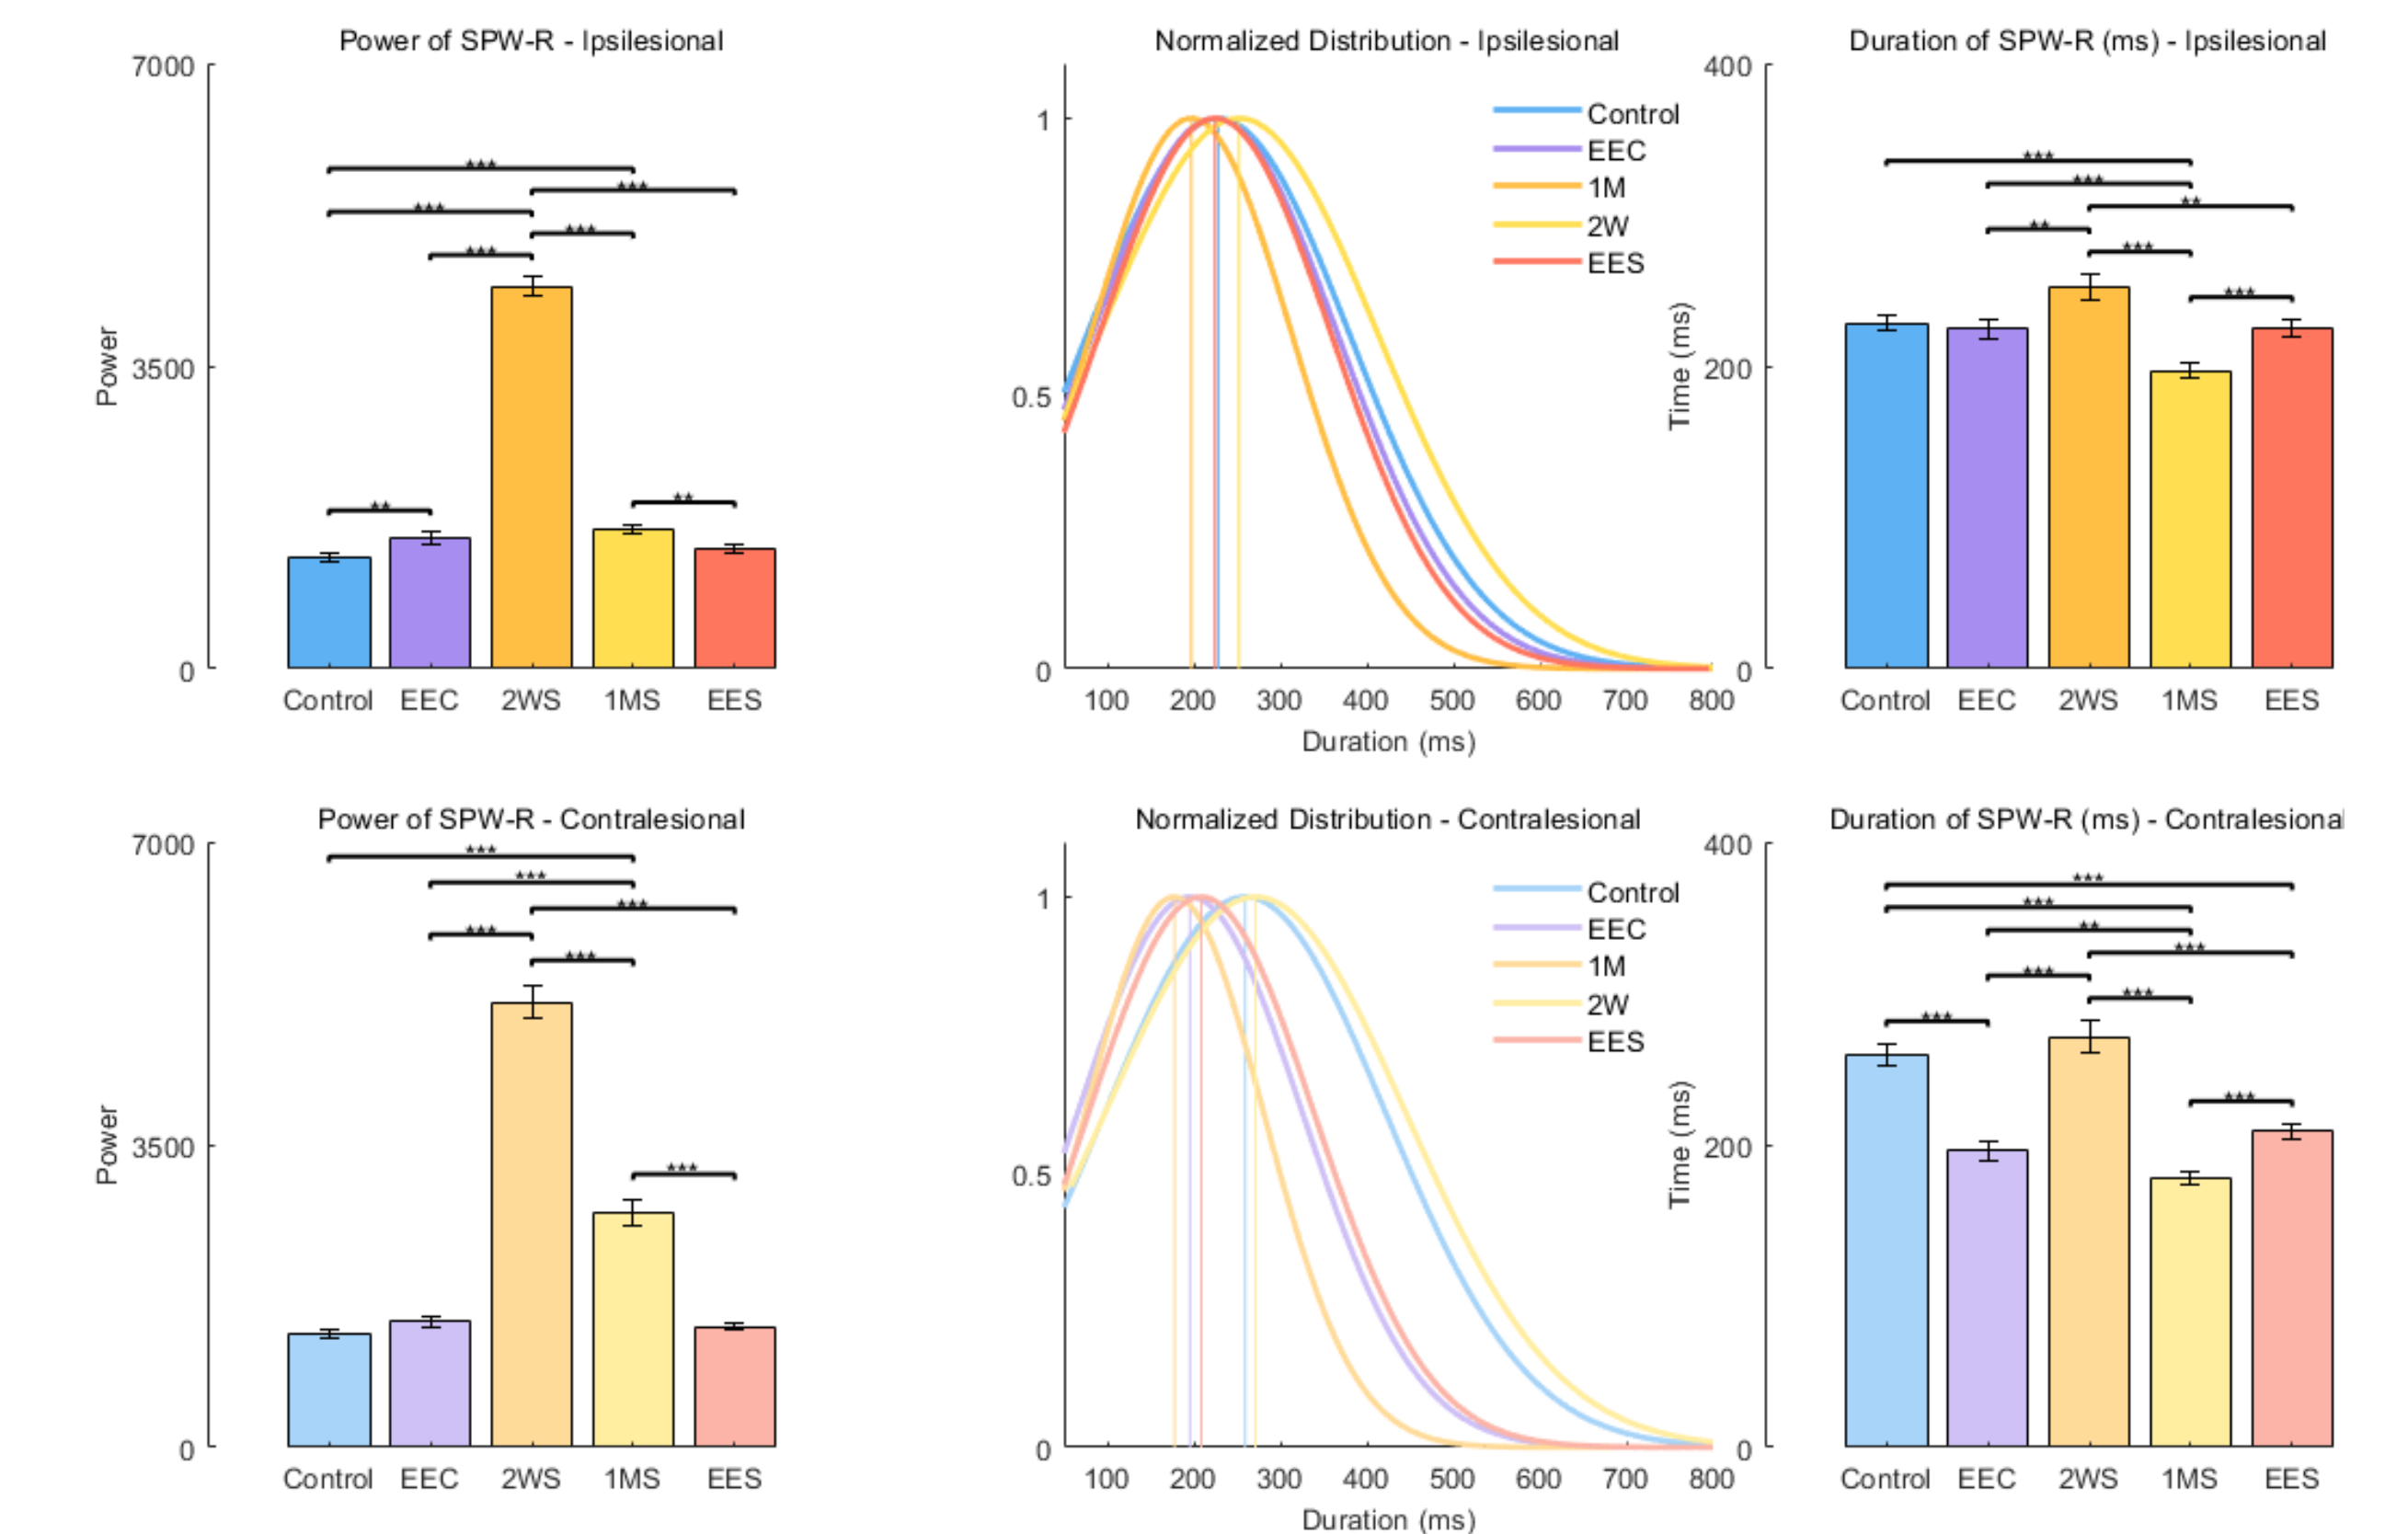 Power of SPW-R - Ipsilesional
7000
3500
0
Power
***
***
***
***
***
**
**
Control EEC 2WS 1MS EES
Normalized Distribution - Ipsilesional
1
0.5
0
Control
EEC
1M
2W
EES
100 200 300 400 500 600 700 800
Duration (ms)
Duration of SPW-R (ms) - Ipsilesional
400
200
0
Time (ms)
***
***
**
**
***
***
Control EEC 2WS 1MS EES
Power of SPW-R - Contralesional
7000
3500
0
Power
***
***
***
***
***
***
Control EEC 2WS 1MS EES
Normalized Distribution - Contralesional
1
0.5
0
Control
EEC
1M
2W
EES
100 200 300 400 500 600 700 800
Duration (ms)
Duration of SPW-R (ms) - Contralesional
400
200
0
Time (ms)
***
***
**
***
***
***
***
***
Control EEC 2WS 1MS EES